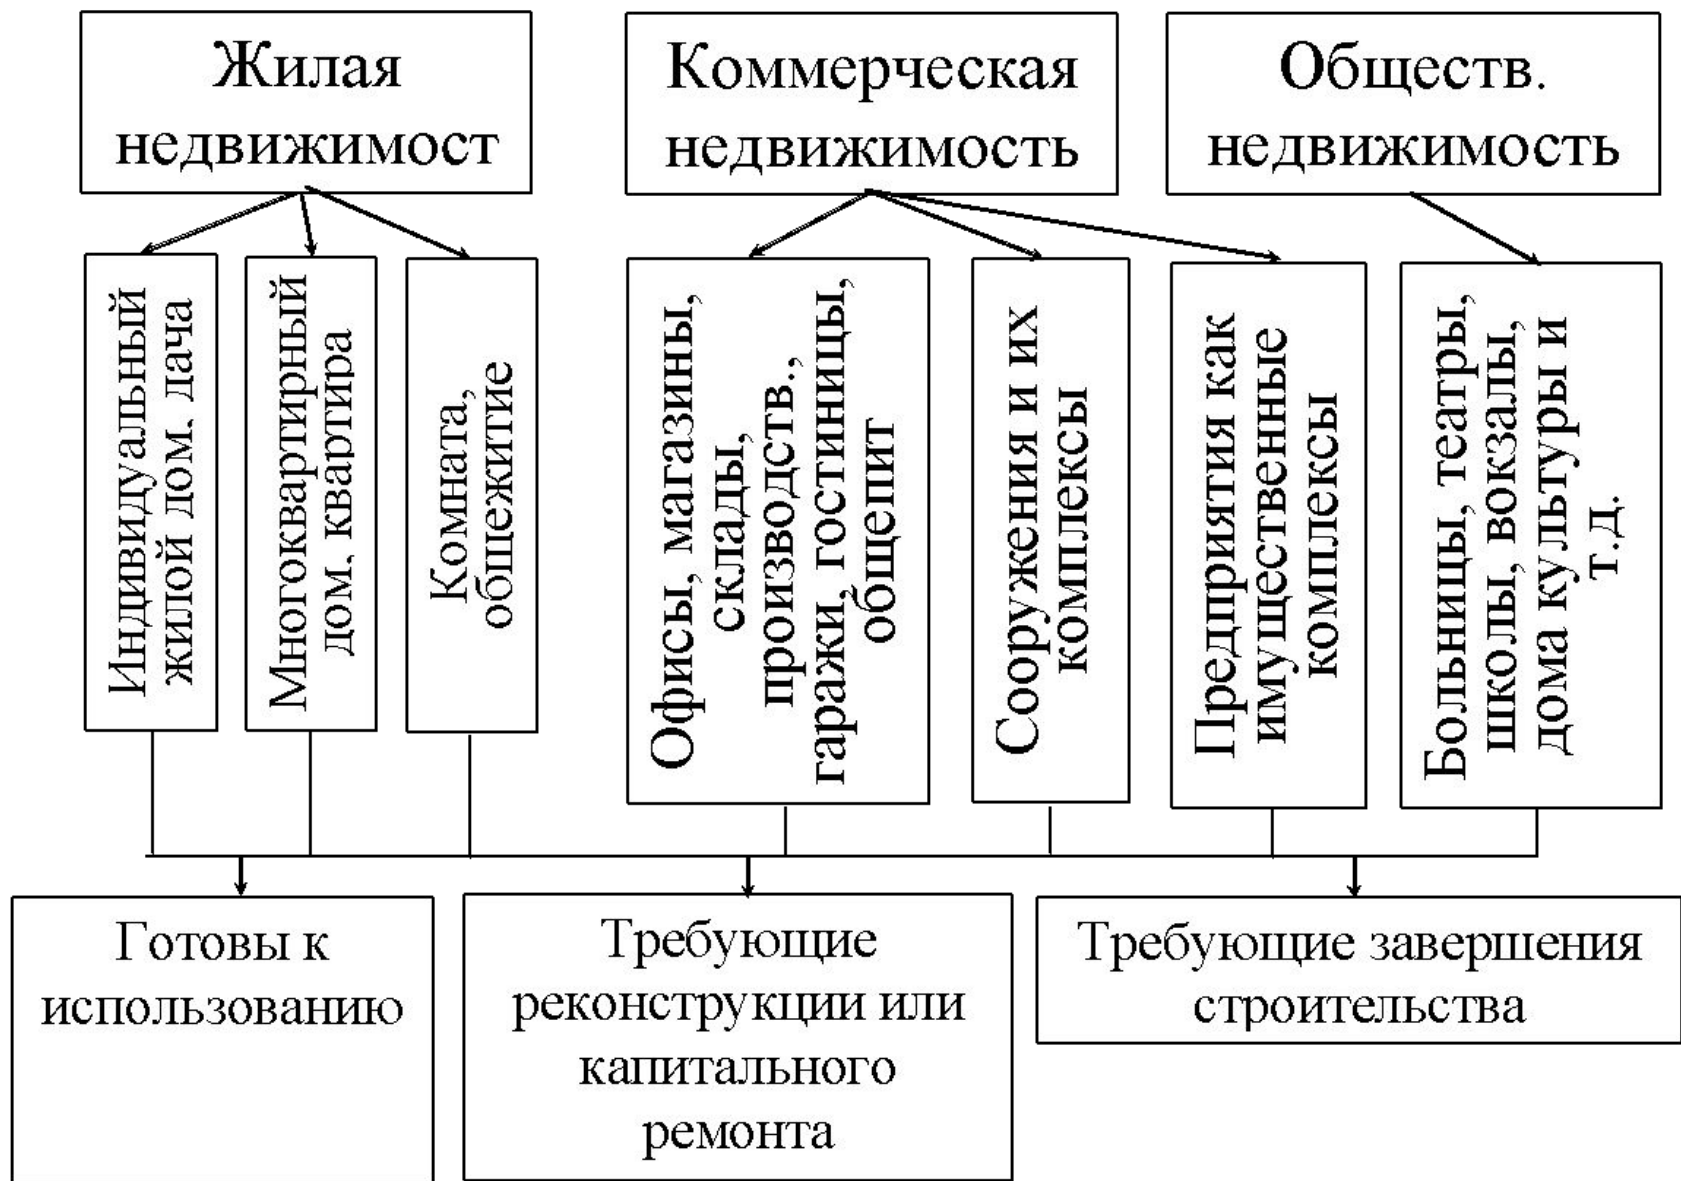 Жилая
недвижимост
Коммерческая
недвижимость
Обществ.
недвижимость
Индивидуальный
жилой дом. дача
Многоквартирный
дом. квартира
Комната,
общежитие
Офисы, магазины,
склады,
производств.,
гаражи, гостиницы,
общепит
Сооружения и их
комплексы
Предприятия как
имущественные
комплексы
Больницы, театры,
школы, вокзалы,
дома культуры и
т.д.
Готовы к
использованию
Требующие
реконструкции или
капитального
ремонта
Требующие завершения
строительства